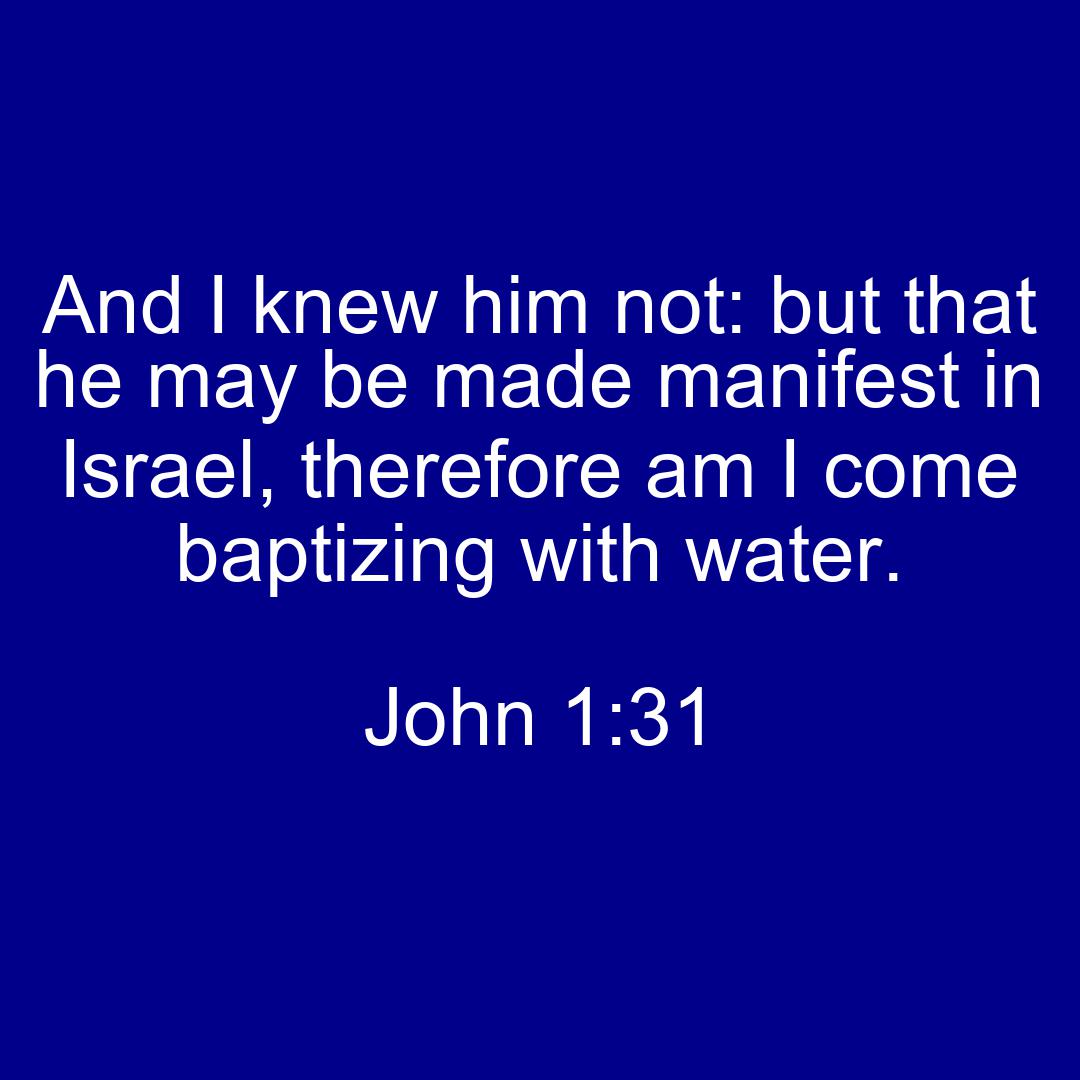 And I knew him not: but that
he may be made manifest in
Israel, therefore am I come
baptizing with water.
John 1:31